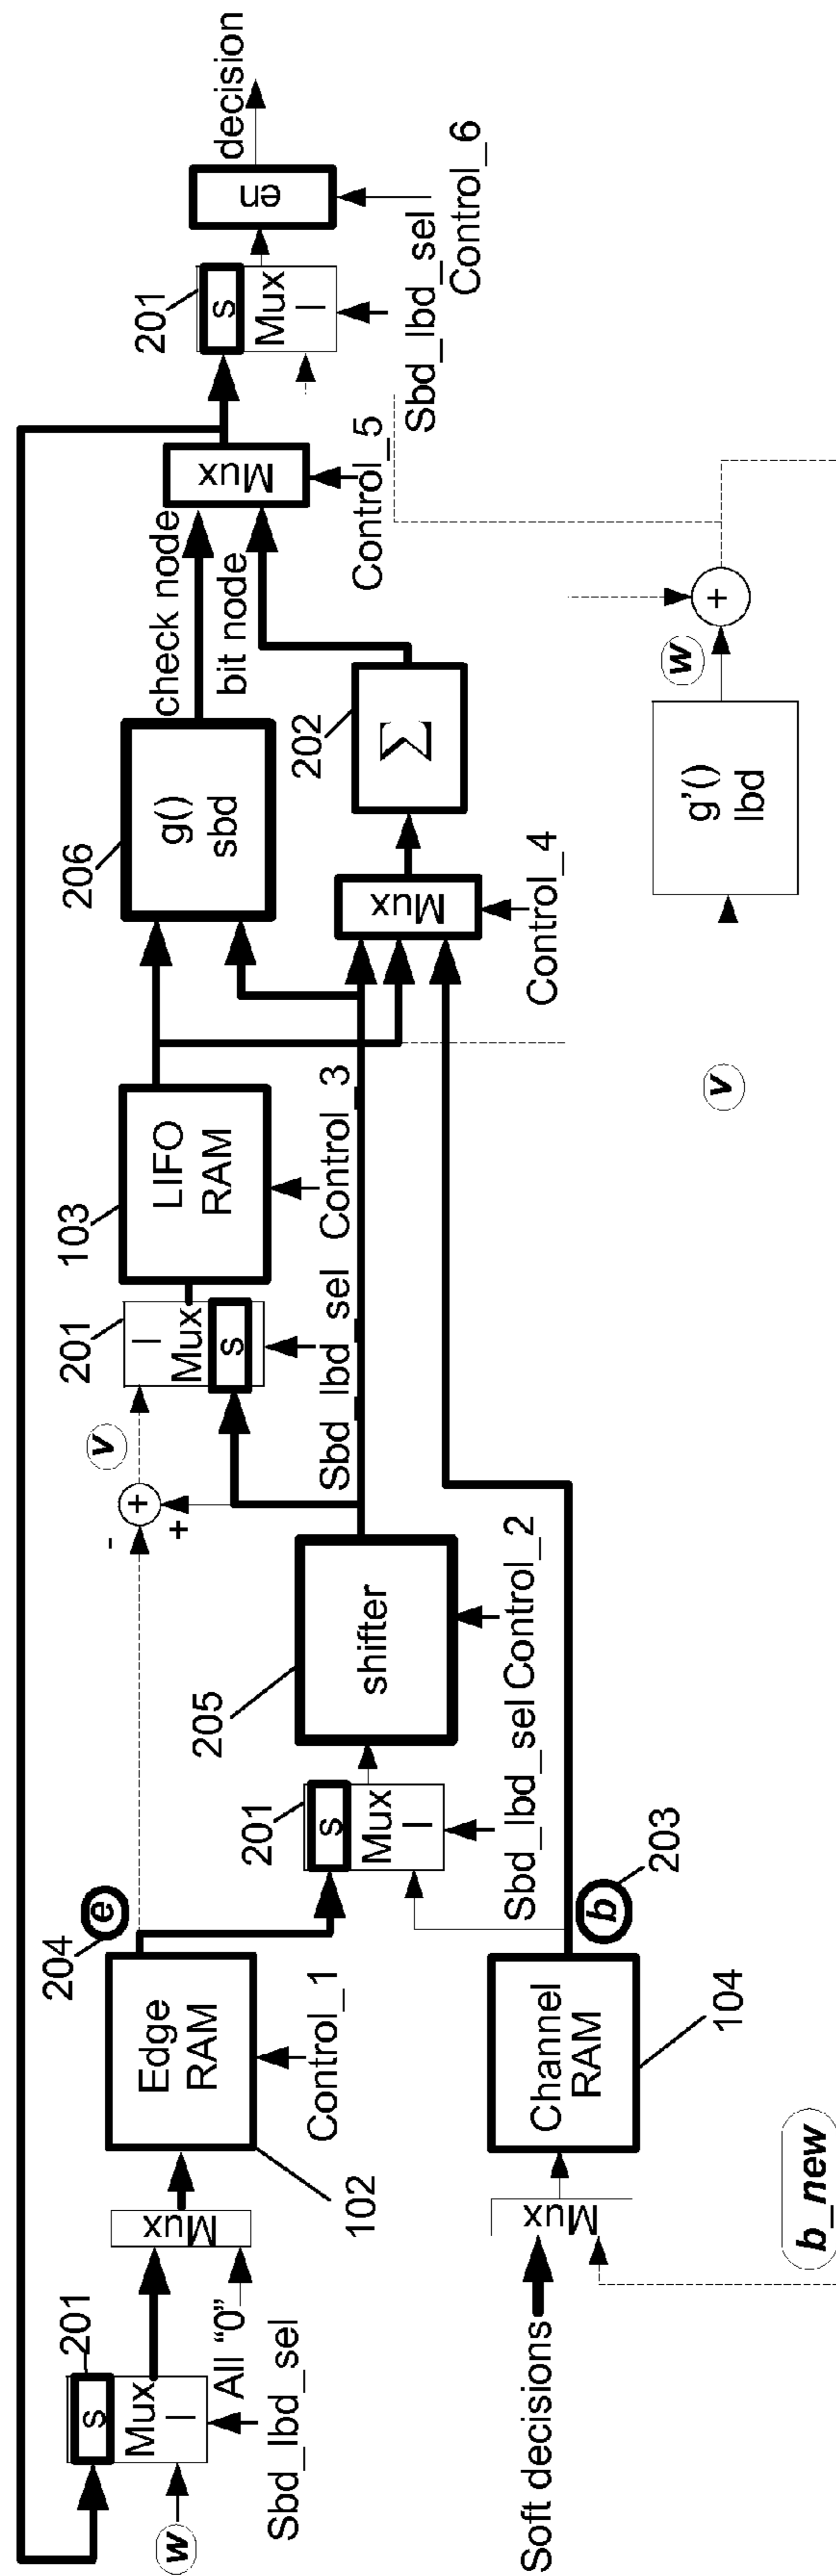 w
201
s
Mux
l
Sbd_lbd_sel
All “0”
Mux
102
Edge
RAM
Control_1
204
e
Soft decisions
Mux
b_new
Channel
RAM
104
b
203
201
s
Mux
l
Sbd_lbd_sel
205
shifter
Control_2
-
+
+
v
201
l
Mux
s
Sbd_lbd_sel
103
LIFO
RAM
Control_3
206
g()
sbd
check node
bit node
Mux
Control_4
202
Σ
Mux
Control_5
v
g'()
lbd
w
+
201
s
Mux
l
Sbd_lbd_sel
en
Control_6
decision